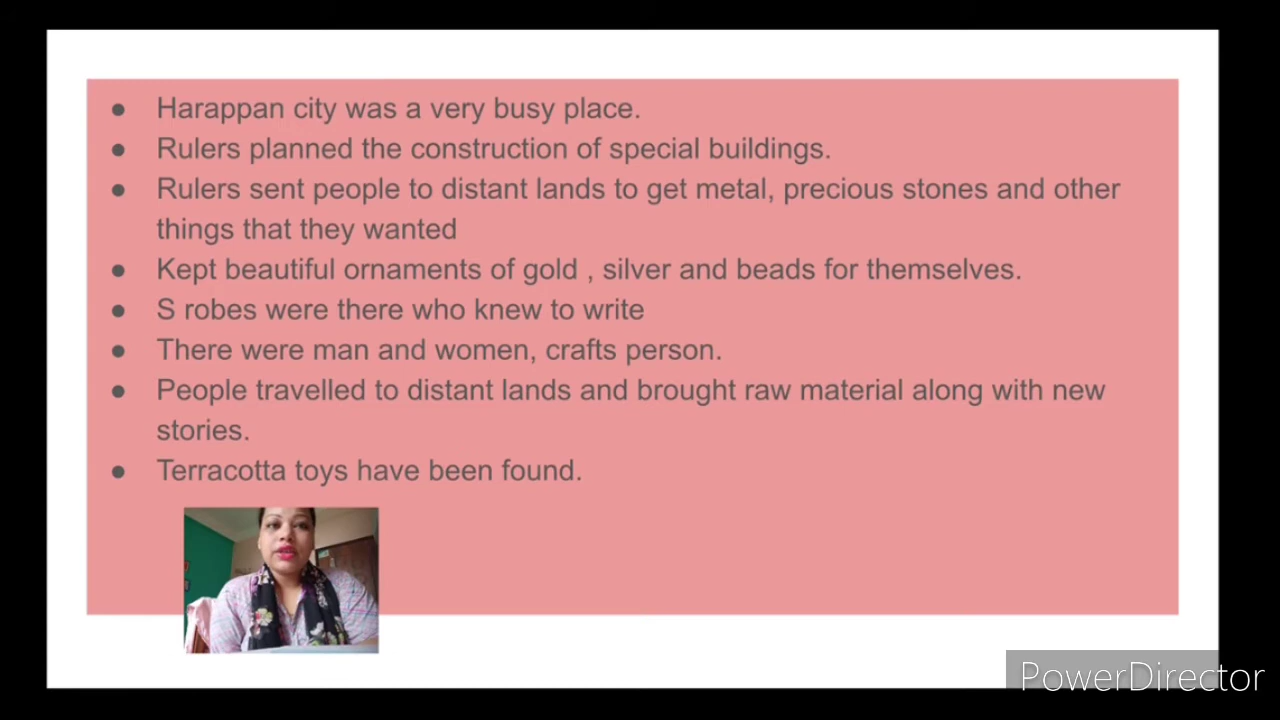 ● Harappan city was a very busy place.
● Rulers planned the construction of special buildings.
● Rulers sent people to distant lands to get metal, precious stones and other
things that they wanted
● Kept beautiful ornaments of gold , silver and beads for themselves.
● S robes were there who knew to write
● There were man and women, crafts person.
● People travelled to distant lands and brought raw material along with new
stories.
● Terracotta toys have been found.
PowerDirector